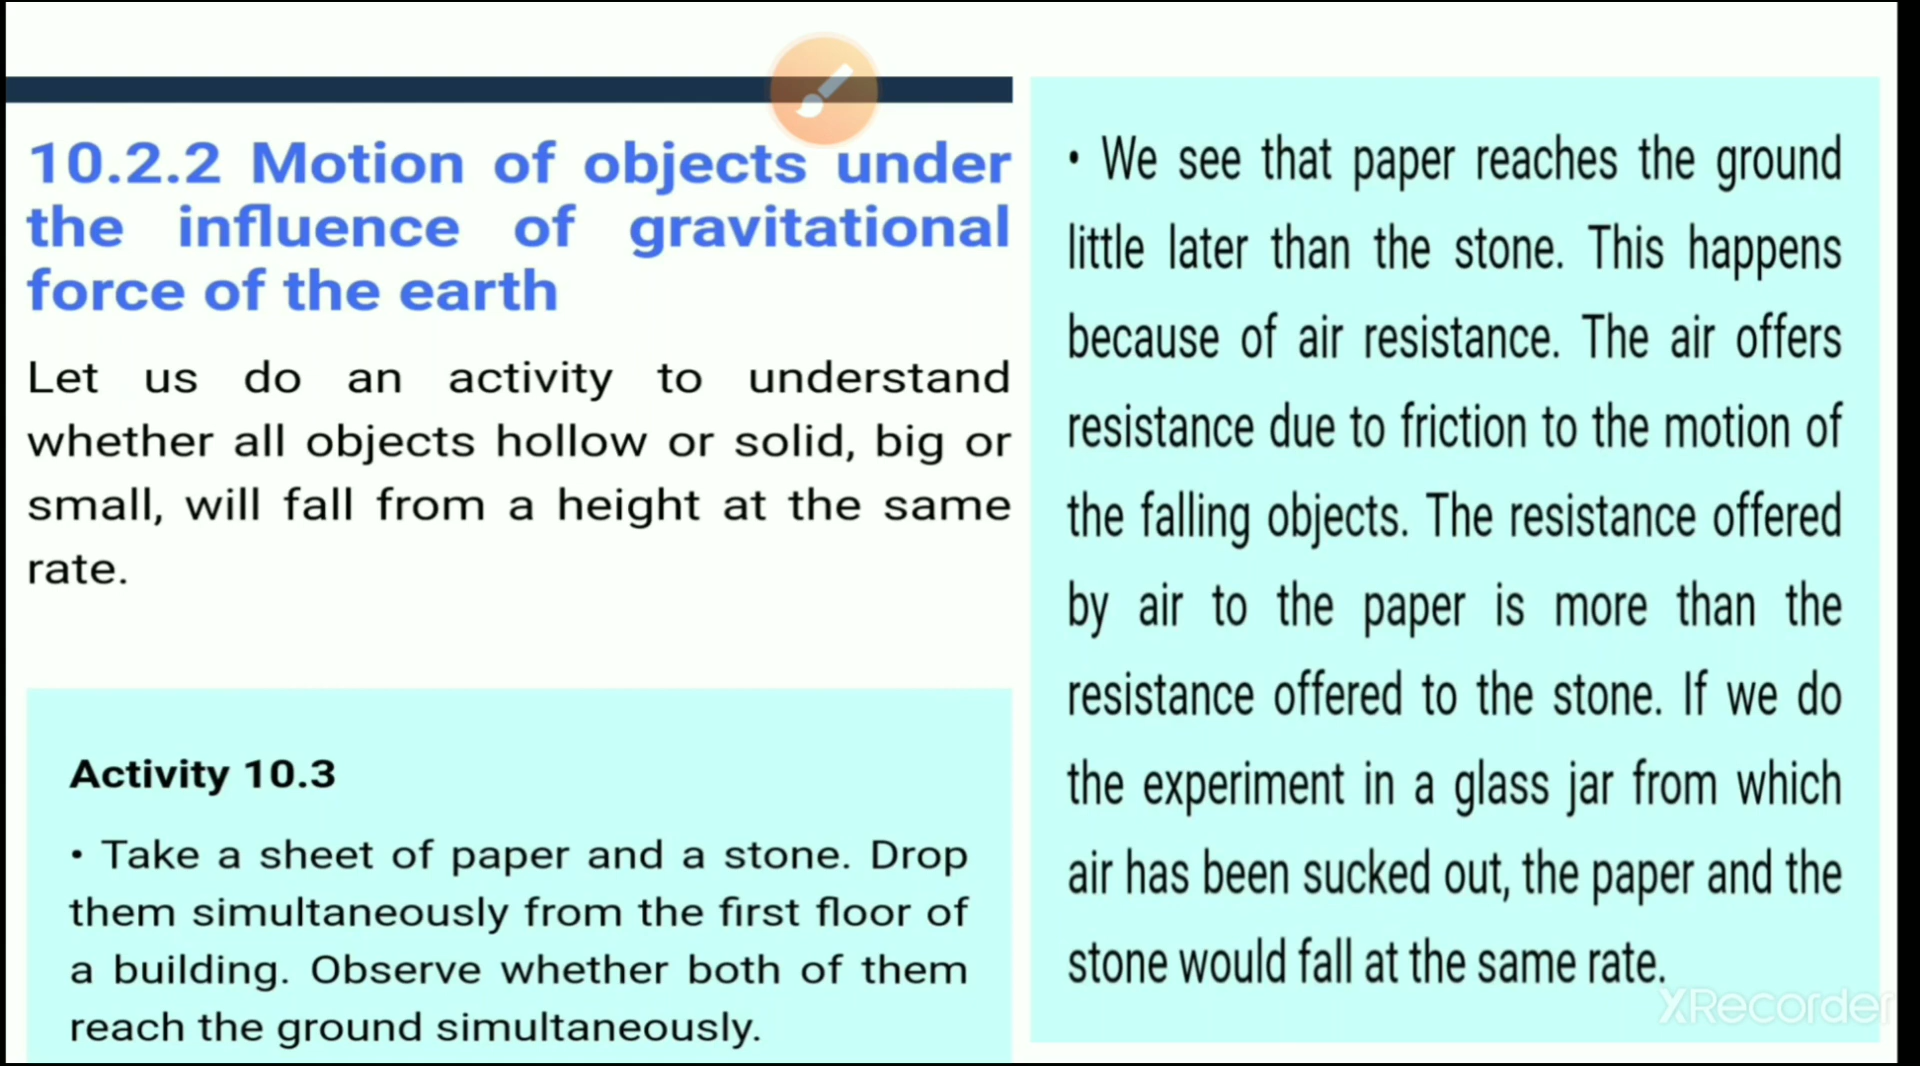 10.2.2 Motion of objects under
the influence of gravitational
force of the earth
Let us do an activity to understand
whether all objects hollow or solid, big or
small, will fall from a height at the same
rate.
Activity 10.3
• Take a sheet of paper and a stone. Drop
them simultaneously from the first floor of
a building. Observe whether both of them
reach the ground simultaneously.
• We see that paper reaches the ground
little later than the stone. This happens
because of air resistance. The air offers
resistance due to friction to the motion of
the falling objects. The resistance offered
by air to the paper is more than the
resistance offered to the stone. If we do
the experiment in a glass jar from which
air has been sucked out, the paper and the
stone would fall at the same rate.
XRecorder